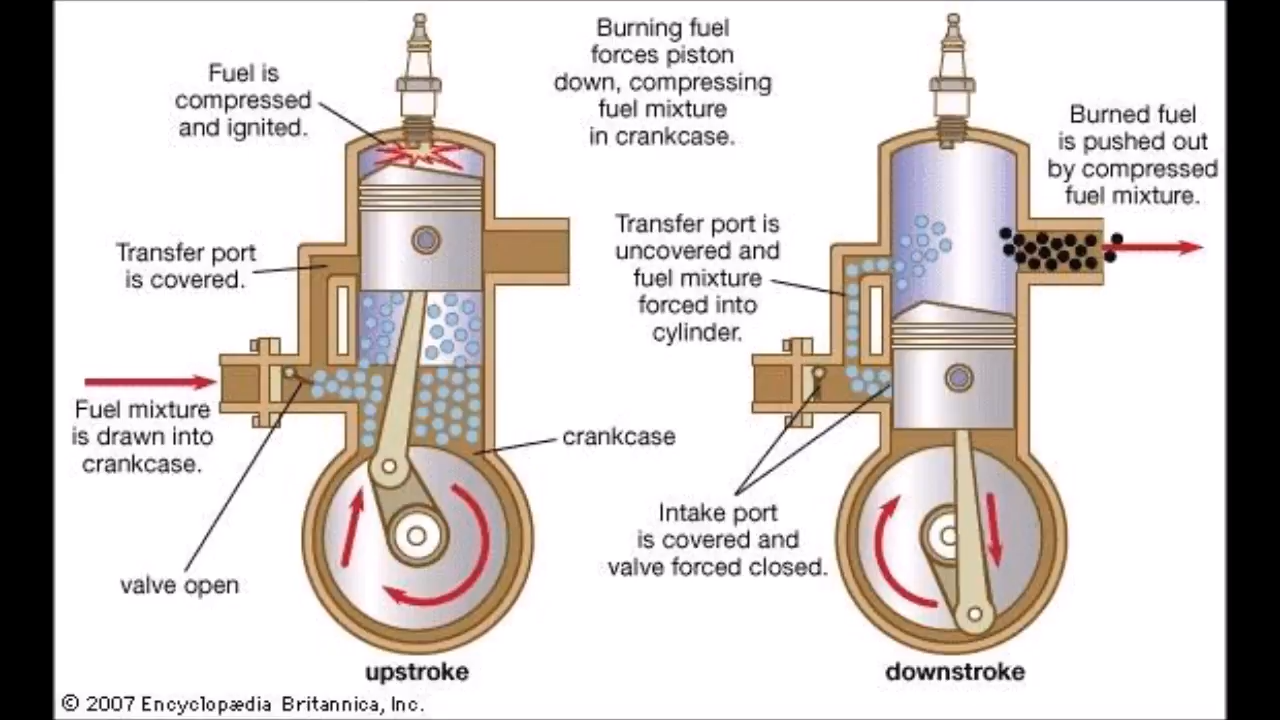 Fuel is
compressed
and ignited.
Burning fuel
forces piston
down, compressing
fuel mixture
in crankcase.
Burned fuel
is pushed out
by compressed
fuel mixture.
Transfer port
is covered.
Transfer port is
uncovered and
fuel mixture
forced into
cylinder.
Fuel mixture
is drawn into
crankcase.
crankcase
valve open
Intake port
is covered and
valve forced closed.
upstroke
downstroke
© 2007 Encyclopædia Britannica, Inc.